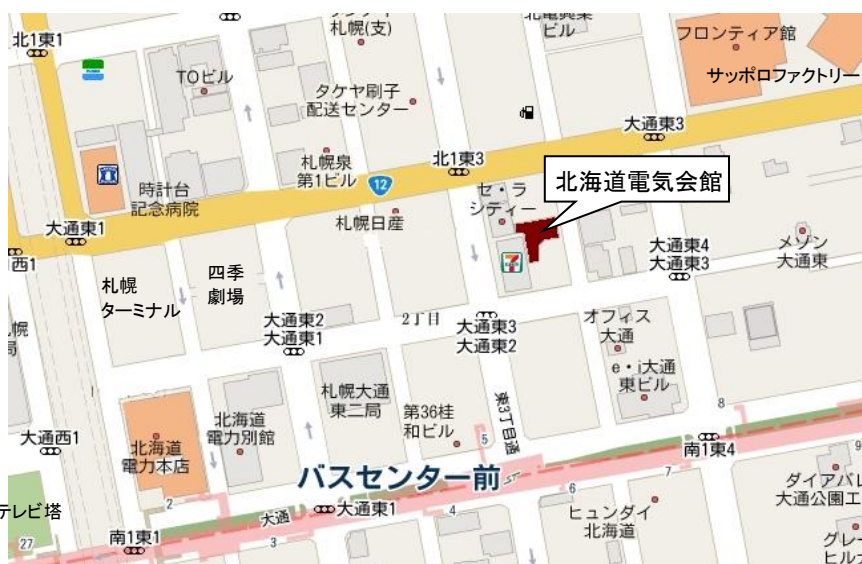 北1東1
札幌(支)
ビル
フロンティア館
TOビル
サッポロファクトリー
タケヤ刷子
配送センター
大通東3
札幌泉
第1ビル
北1東3
12
北海道電気会館
時計台
記念病院
セ・ラ
シティー
札幌日産
大通東1
西1
大通東4
大通東3
メゾン
大通東
札幌
ターミナル
四季
劇場
大通東2
大通東1
2丁目
大通東3
大通東2
オフィス
大通
e・i大通
東ビル
札幌大通
東二局
北海道
電力別館
第36桂
和ビル
東3丁目通
大通西1
北海道
電力本店
5
8
南1東4
9
バスセンター前
テレビ塔
2
大通
大通東1
4
6
7
ヒュンダイ
北海道
ダイアパレ
大通公園エ
27
南1東1
3
グレー
ヒルズ